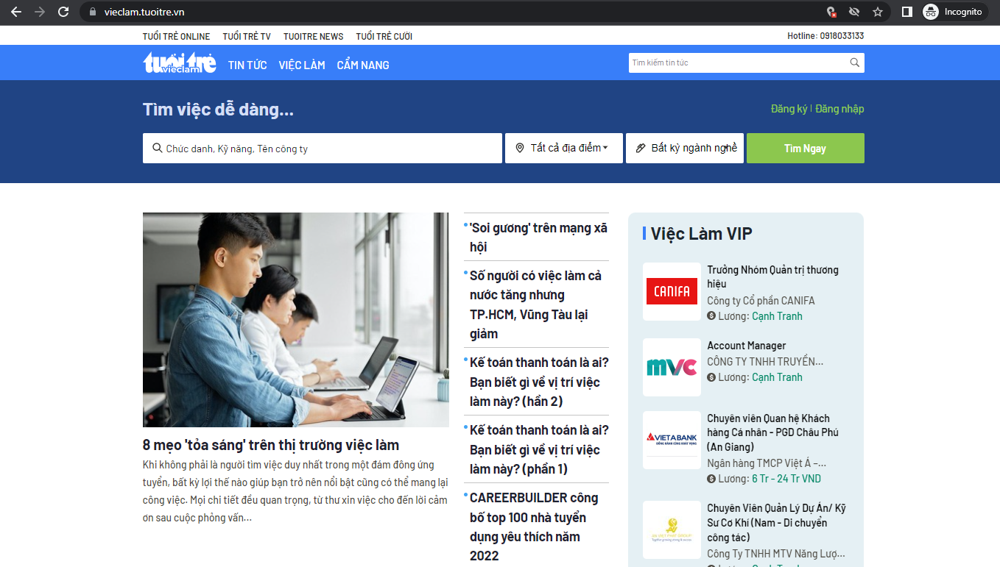 vieclam.tuoitre.vn
Incognito
TUỔI TRẺ ONLINE
TUỔI TRẺ TV
TUOITRE NEWS
TUỔI TRẺ CƯỜI
Hotline: 0918033133
tuổi trẻ
vieclam
TIN TỨC
VIỆC LÀM
CẨM NANG
Tìm kiếm tin tức
Tìm việc dễ dàng...
Đăng ký | Đăng nhập
Chức danh, Kỹ năng, Tên công ty
Tất cả địa điểm
Bất kỳ ngành nghề
Tìm Ngay
8 mẹo 'tỏa sáng' trên thị trường việc làm
Khi không phải là người tìm việc duy nhất trong một đám đông ứng
tuyển, bất kỳ lợi thế nào giúp bạn trở nên nổi bật cũng có thể mang lại
công việc. Mọi chi tiết đều quan trọng, từ thư xin việc cho đến lời cảm
ơn sau cuộc phỏng vấn...
'Soi gương' trên mạng xã
hội
Số người có việc làm cả
nước tăng nhưng
TP.HCM, Vũng Tàu lại
giảm
Kế toán thanh toán là ai?
Bạn biết gì về vị trí việc
làm này? (hần 2)
Kế toán thanh toán là ai?
Bạn biết gì về vị trí việc
làm này? (phần 1)
CAREERBUILDER công
bố top 100 nhà tuyển
dụng yêu thích năm
2022
Việc Làm VIP
CANIFA
Trưởng Nhóm Quản trị thương
hiệu
Công ty Cổ phần CANIFA
Lương: Cạnh Tranh
mvc
Account Manager
CÔNG TY TNHH TRUYỀN...
Lương: Cạnh Tranh
VIETABANK
ĐỒNG HÀNH CÙNG KHÁT VỌNG
Chuyên viên Quan hệ Khách
hàng Cá nhân - PGD Châu Phú
(An Giang)
Ngân hàng TMCP Việt Á –...
Lương: 6 Tr - 24 Tr VND
AN VIET PHAT GROUP
Chuyên Viên Quản Lý Dự Án/ Kỹ
Sư Cơ Khí (Nam - Di chuyển
công tác)
Công Ty TNHH MTV Năng Lượ...
Lương: Cạnh Tranh